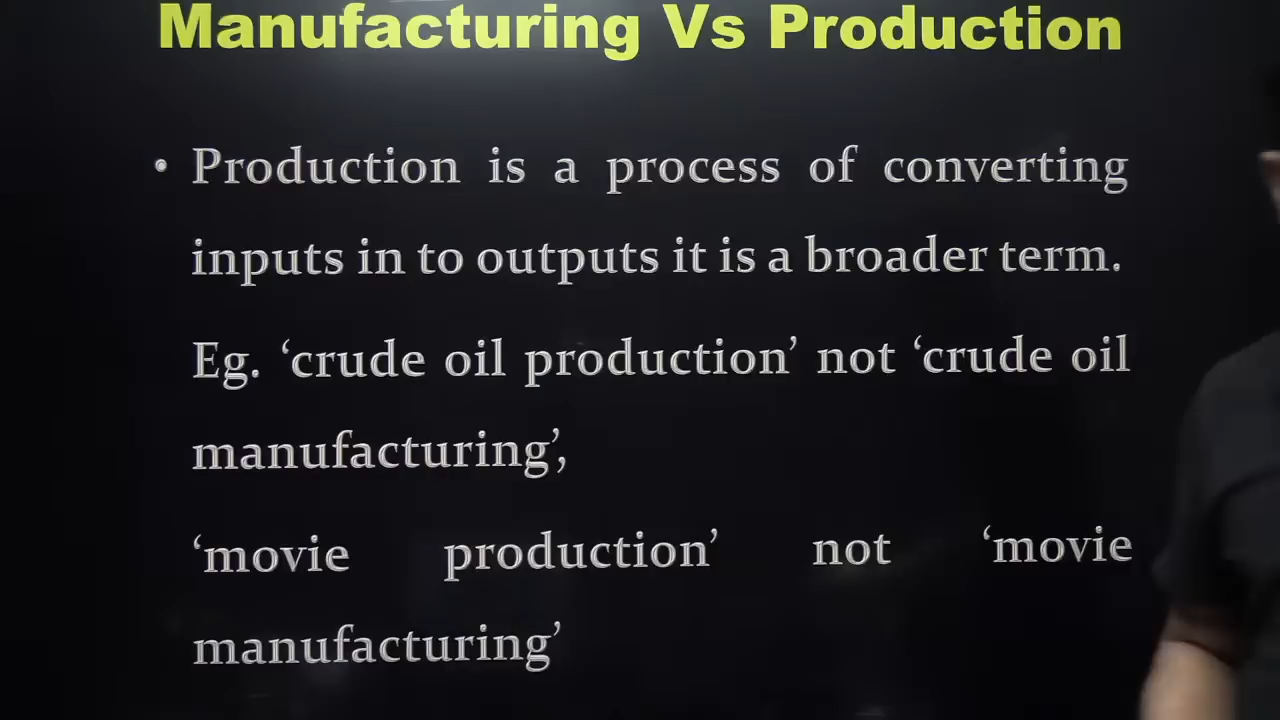 Manufacturing Vs Production
• Production is a process of converting
inputs in to outputs it is a broader term.
Eg. ‘crude oil production’ not ‘crude oil
manufacturing’,
‘movie production’ not ‘movie
manufacturing’